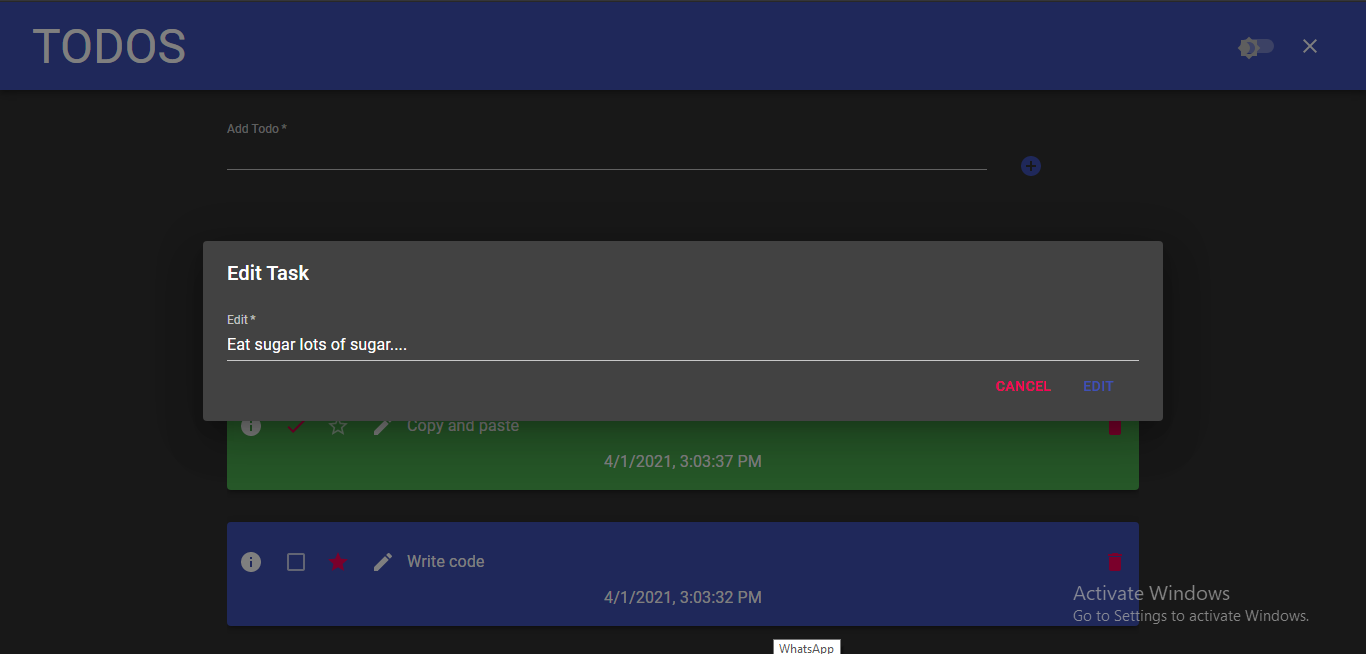 TODOS
Add Todo *
Edit Task
Edit *
Eat sugar lots of sugar....
CANCEL EDIT
Copy and paste
4/1/2021, 3:03:37 PM
Write code
4/1/2021, 3:03:32 PM
Activate Windows
Go to Settings to activate Windows.
WhatsApp